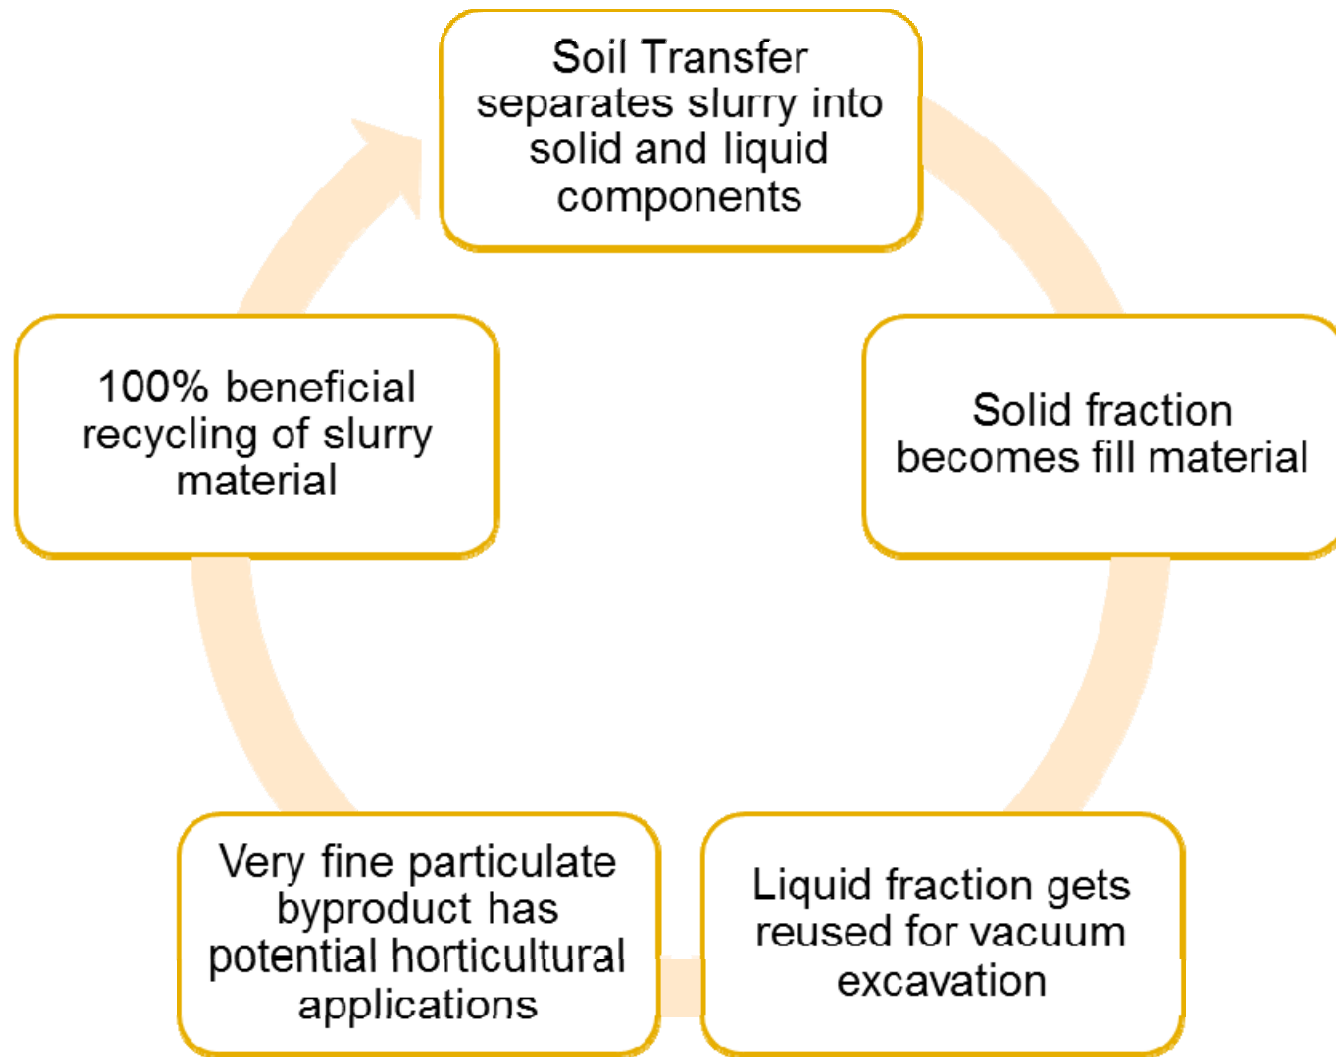 Soil Transfer
separates slurry into
solid and liquid
components
Solid fraction
becomes fill material
Liquid fraction gets
reused for vacuum
excavation
Very fine particulate
byproduct has
potential horticultural
applications
100% beneficial
recycling of slurry
material